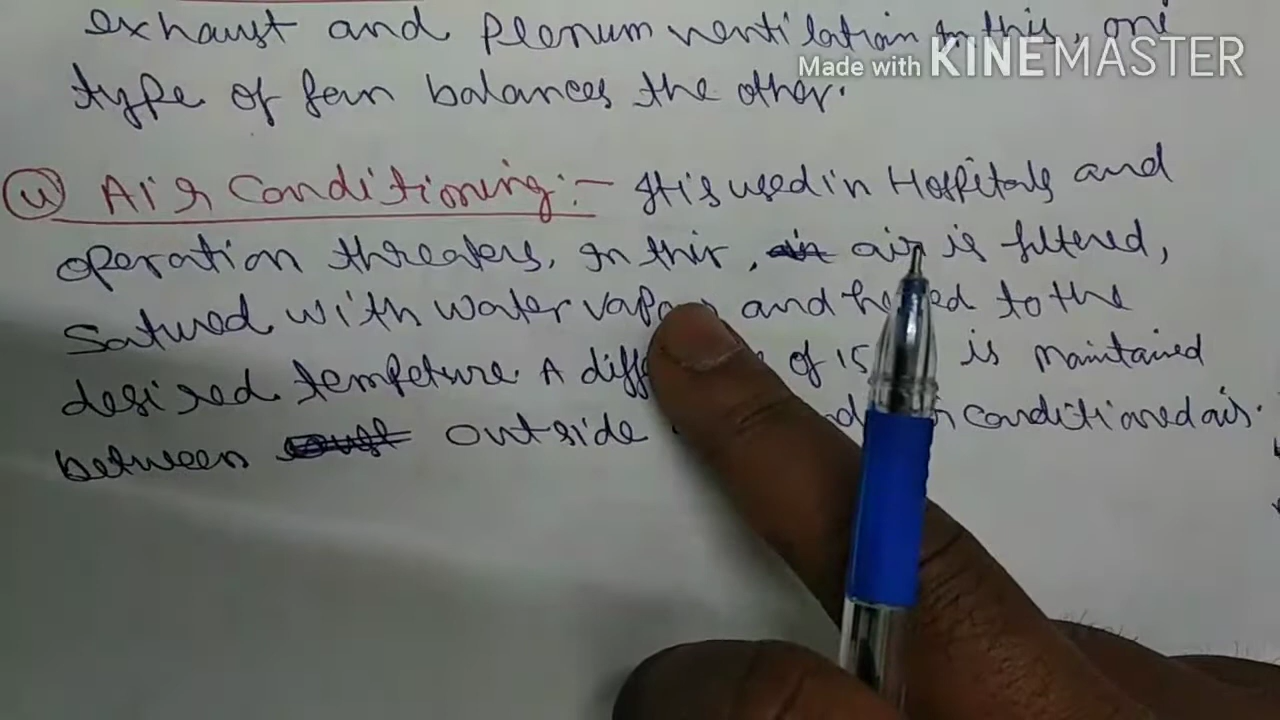 exhaust and Plenum ventilation In this, one
Made with KINEMASTER
type of fan balances the other.
(4) Air Conditioning:- It is used in Hospitals and
operation threaters. In this, air is filtered,
Satured with water and to the
desired tempeture. A of 15 is maintained
between outside conditioned air.